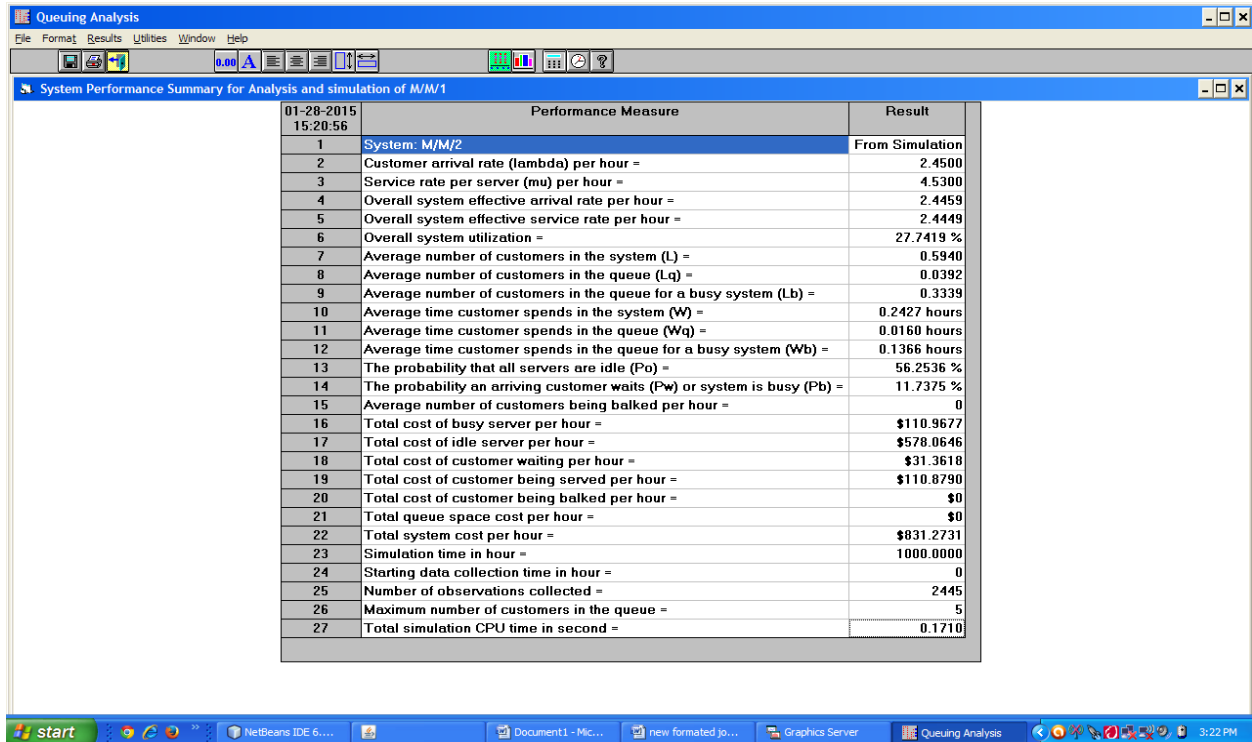 Queuing Analysis
File Format Results Utilities Window Help
0.00 A
System Performance Summary for Analysis and simulation of M/M/1
01-28-2015 15:20:56 Performance Measure Result
1 System: M/M/2 From Simulation
2 Customer arrival rate (lambda) per hour = 2.4500
3 Service rate per server (mu) per hour = 4.5300
4 Overall system effective arrival rate per hour = 2.4459
5 Overall system effective service rate per hour = 2.4449
6 Overall system utilization = 27.7419 %
7 Average number of customers in the system (L) = 0.5940
8 Average number of customers in the queue (Lq) = 0.0392
9 Average number of customers in the queue for a busy system (Lb) = 0.3339
10 Average time customer spends in the system (W) = 0.2427 hours
11 Average time customer spends in the queue (Wq) = 0.0160 hours
12 Average time customer spends in the queue for a busy system (Wb) = 0.1366 hours
13 The probability that all servers are idle (Po) = 56.2536 %
14 The probability an arriving customer waits (Pw) or system is busy (Pb) = 11.7375 %
15 Average number of customers being balked per hour = 0
16 Total cost of busy server per hour = $110.9677
17 Total cost of idle server per hour = $578.0646
18 Total cost of customer waiting per hour = $31.3618
19 Total cost of customer being served per hour = $110.8790
20 Total cost of customer being balked per hour = $0
21 Total queue space cost per hour = $0
22 Total system cost per hour = $831.2731
23 Simulation time in hour = 1000.0000
24 Starting data collection time in hour = 0
25 Number of observations collected = 2445
26 Maximum number of customers in the queue = 5
27 Total simulation CPU time in second = 0.1710
start NetBeans IDE 6.... Document1 - Mic... new formated jo... Graphics Server Queuing Analysis 3:22 PM